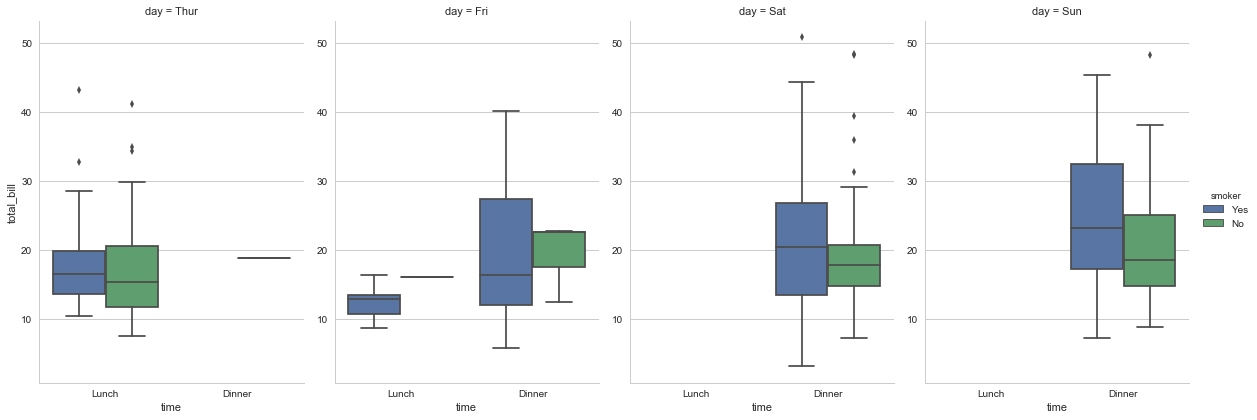 day = Thur
day = Fri
day = Sat
day = Sun
total_bill
50
40
30
20
10
50
40
30
20
10
50
40
30
20
10
50
40
30
20
10
Lunch
Dinner
time
Lunch
Dinner
time
Lunch
Dinner
time
Lunch
Dinner
time
smoker
Yes
No